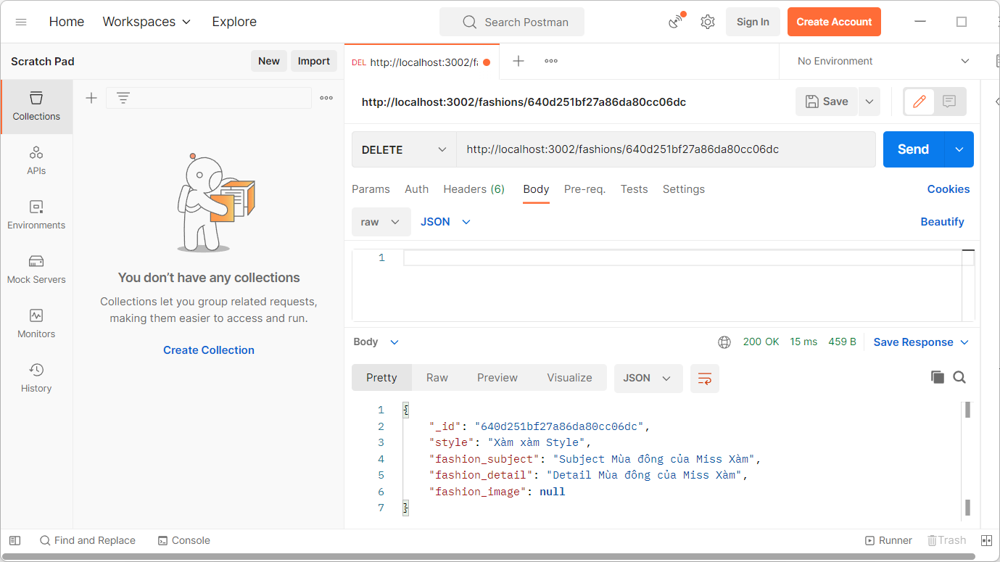 Home Workspaces Explore Search Postman Sign In Create Account
Scratch Pad New Import DEL http://localhost:3002/fa No Environment
http://localhost:3002/fashions/640d251bf27a86da80cc06dc Save
Collections
APIs
Environments
Mock Servers
Monitors
History
You don’t have any collections
Collections let you group related requests,
making them easier to access and run.
Create Collection
DELETE http://localhost:3002/fashions/640d251bf27a86da80cc06dc Send
Params Auth Headers (6) Body Pre-req. Tests Settings Cookies
raw JSON Beautify
1
Body 200 OK 15 ms 459 B Save Response
Pretty Raw Preview Visualize JSON
1 {
2 "_id": "640d251bf27a86da80cc06dc",
3 "style": "Xàm xàm Style",
4 "fashion_subject": "Subject Mùa đông của Miss Xàm",
5 "fashion_detail": "Detail Mùa đông của Miss Xàm",
6 "fashion_image": null
7 }
Find and Replace Console Runner Trash